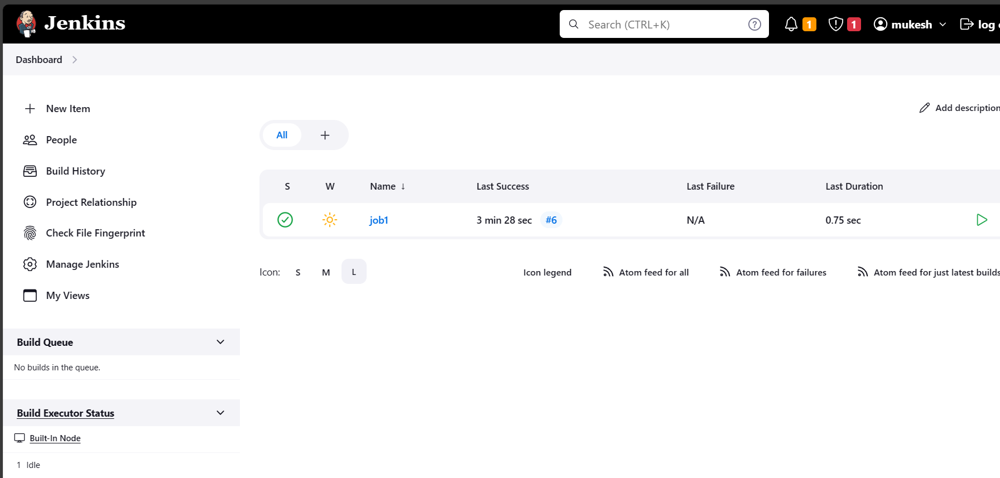 Jenkins
Search (CTRL+K)
1
1
mukesh
log
Dashboard
New Item
People
Build History
Project Relationship
Check File Fingerprint
Manage Jenkins
My Views
Add description
All
S W Name ↓ Last Success Last Failure Last Duration
job1 3 min 28 sec #6 N/A 0.75 sec
Icon: S M L
Icon legend
Atom feed for all
Atom feed for failures
Atom feed for just latest builds
Build Queue
No builds in the queue.
Build Executor Status
Built-In Node
1 Idle